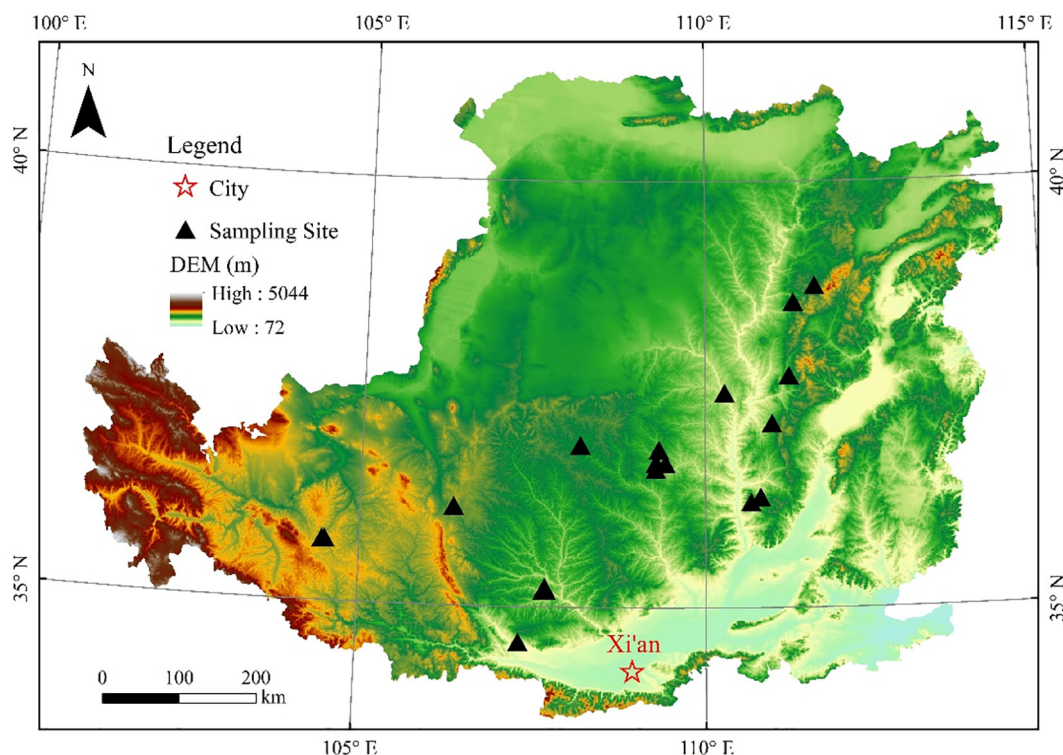 100° E
105° E
110° E
115° E
N
40° N
40° N
Legend
City
Sampling Site
DEM (m)
High : 5044
Low : 72
35° N
35° N
Xi'an
0 100 200
km
105° E
110° E